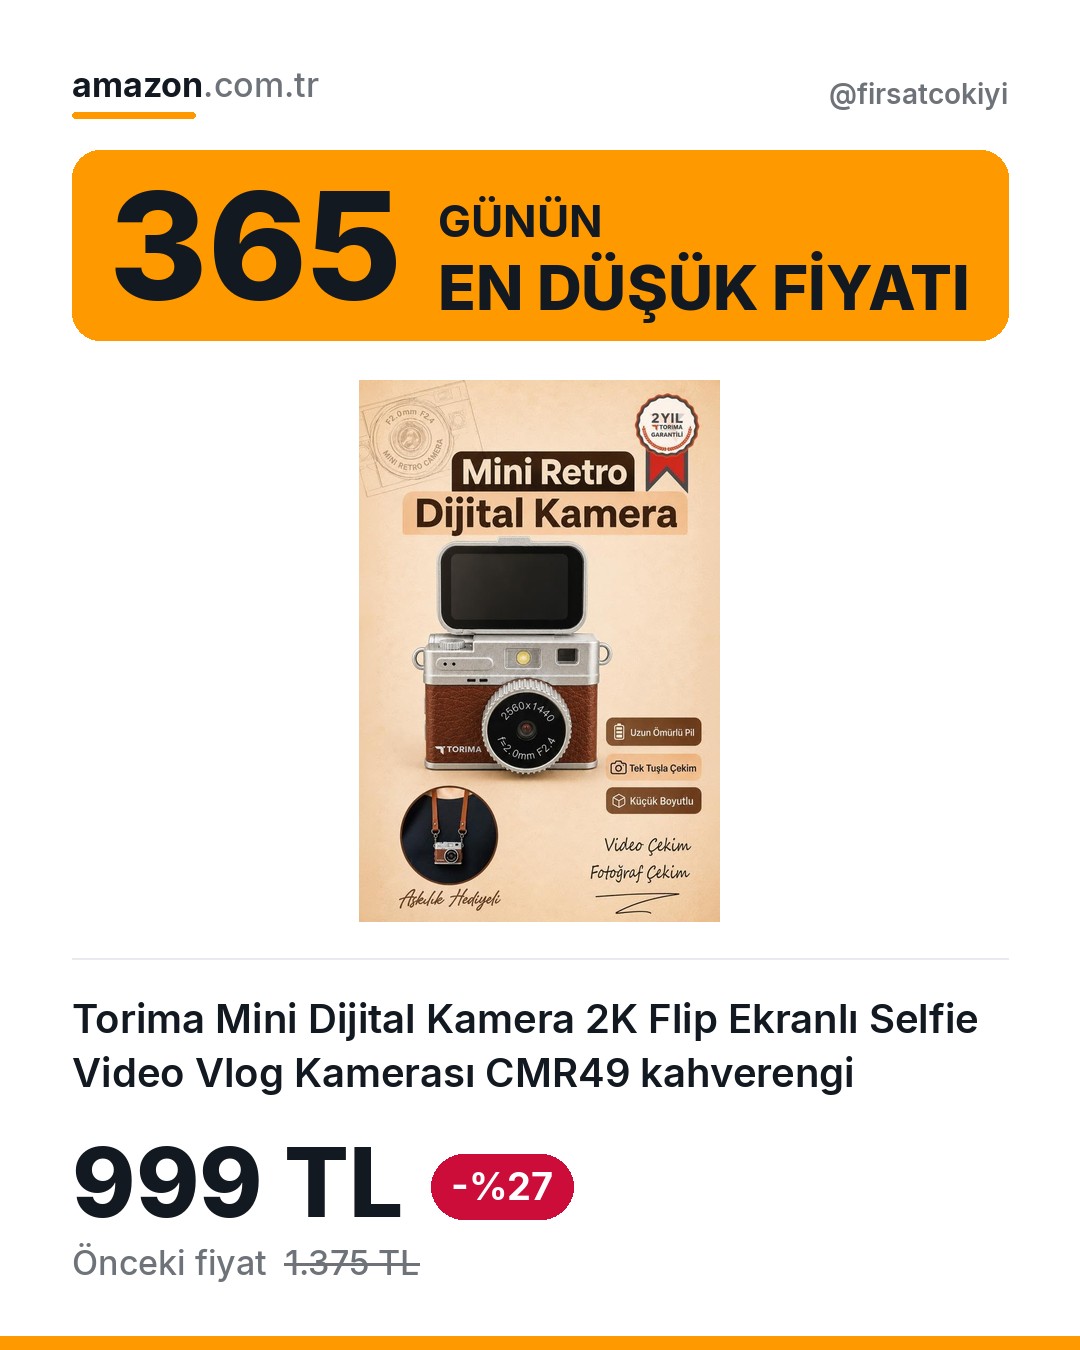 amazon.com.tr
@firsatcokiyi
365 GÜNÜN
EN DÜŞÜK FİYATI
F2.0mm F2.4
MINI RETRO CAMERA
2 YIL
TORIMA
GARANTİLİ
Mini Retro
Dijital Kamera
2560x1440
f=2.0mm F2.4
TORIMA
Uzun Ömürlü Pil
Tek Tuşla Çekim
Küçük Boyutlu
Video Çekim
Fotoğraf Çekim
Askılık Hediyeli
Torima Mini Dijital Kamera 2K Flip Ekranlı Selfie
Video Vlog Kamerası CMR49 kahverengi
999 TL -%27
Önceki fiyat 1.375 TL